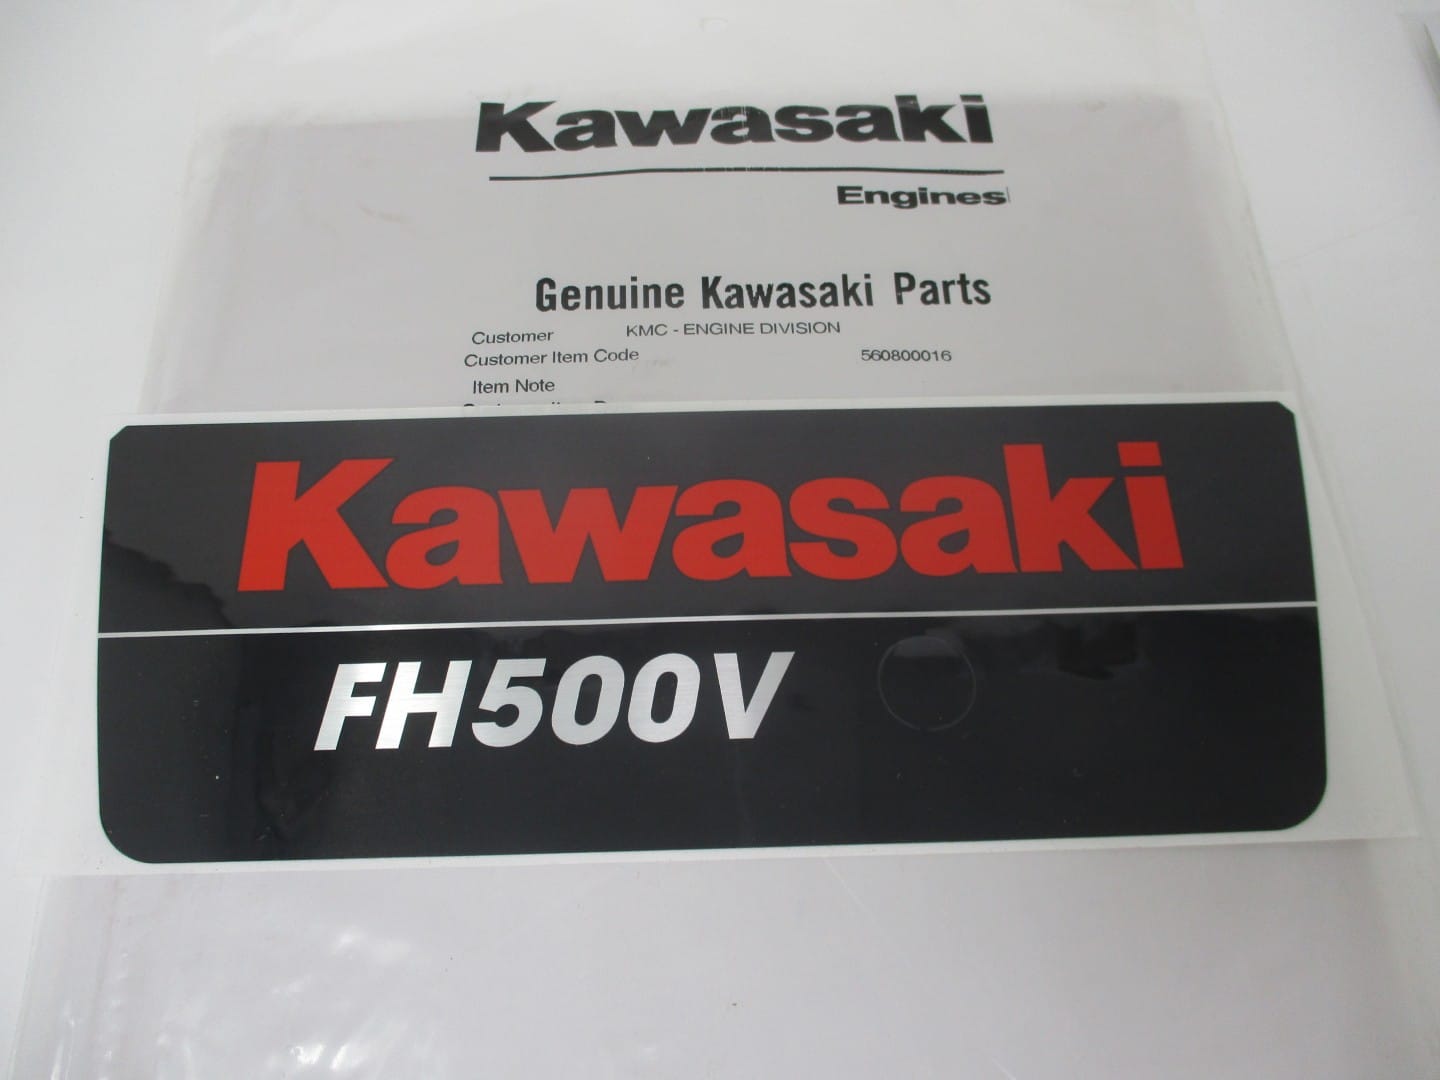 Kawasaki
Engines
Genuine Kawasaki Parts
Customer KMC - ENGINE DIVISION
Customer Item Code 560800016
Item Note
Kawasaki
FH500V